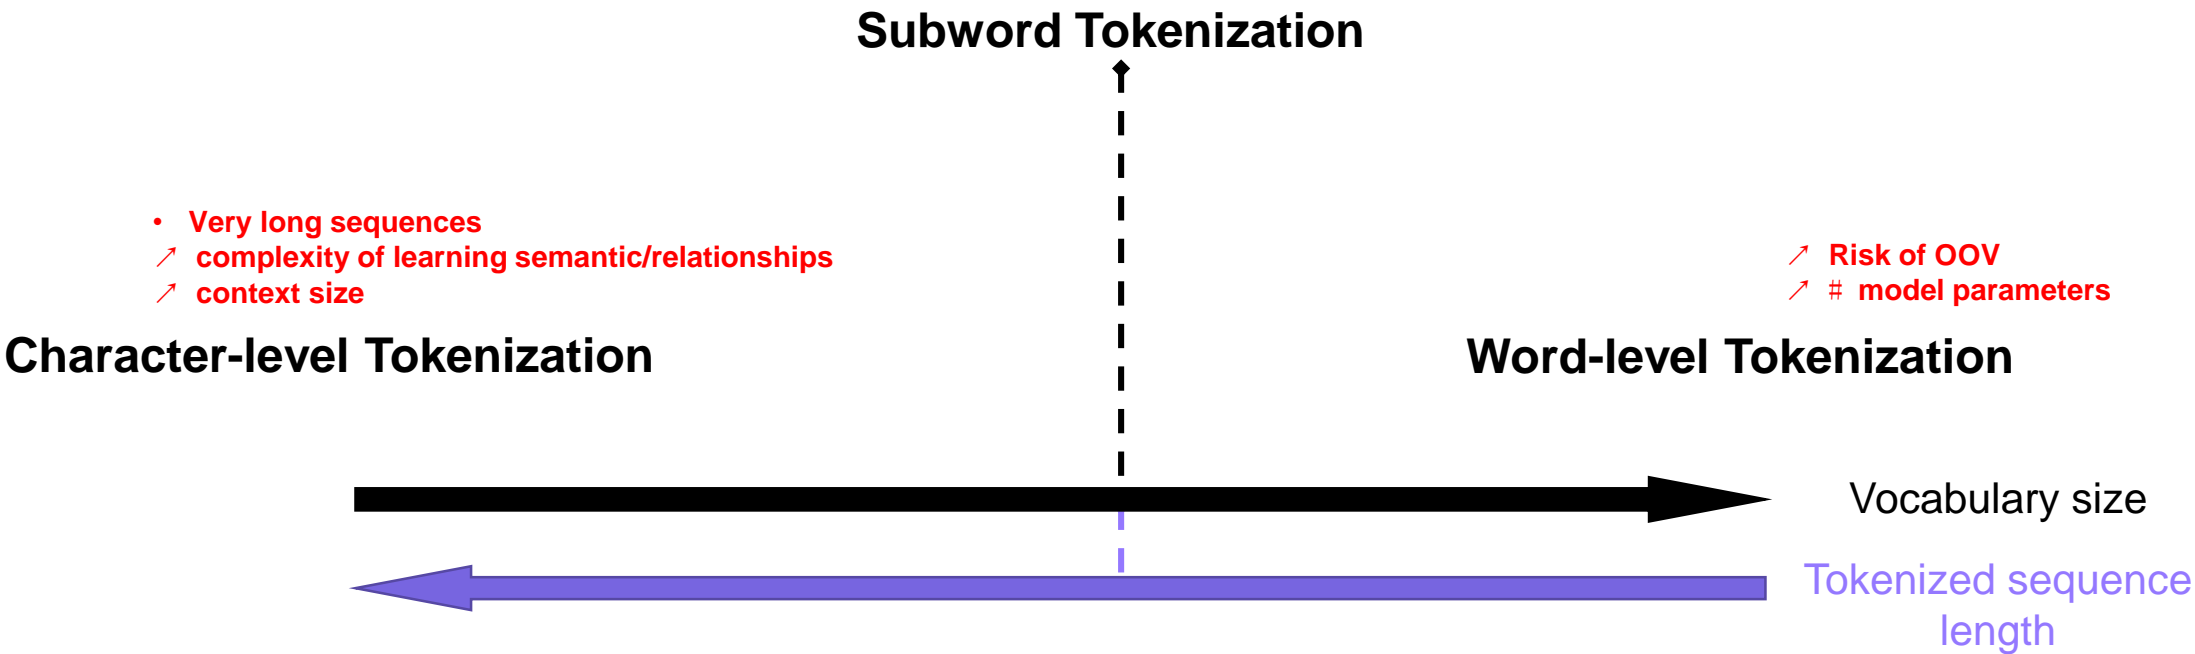 Subword Tokenization
• Very long sequences
↗ complexity of learning semantic/relationships
↗ context size
↗ Risk of OOV
↗ # model parameters
Character-level Tokenization
Word-level Tokenization
Vocabulary size
Tokenized sequence
length